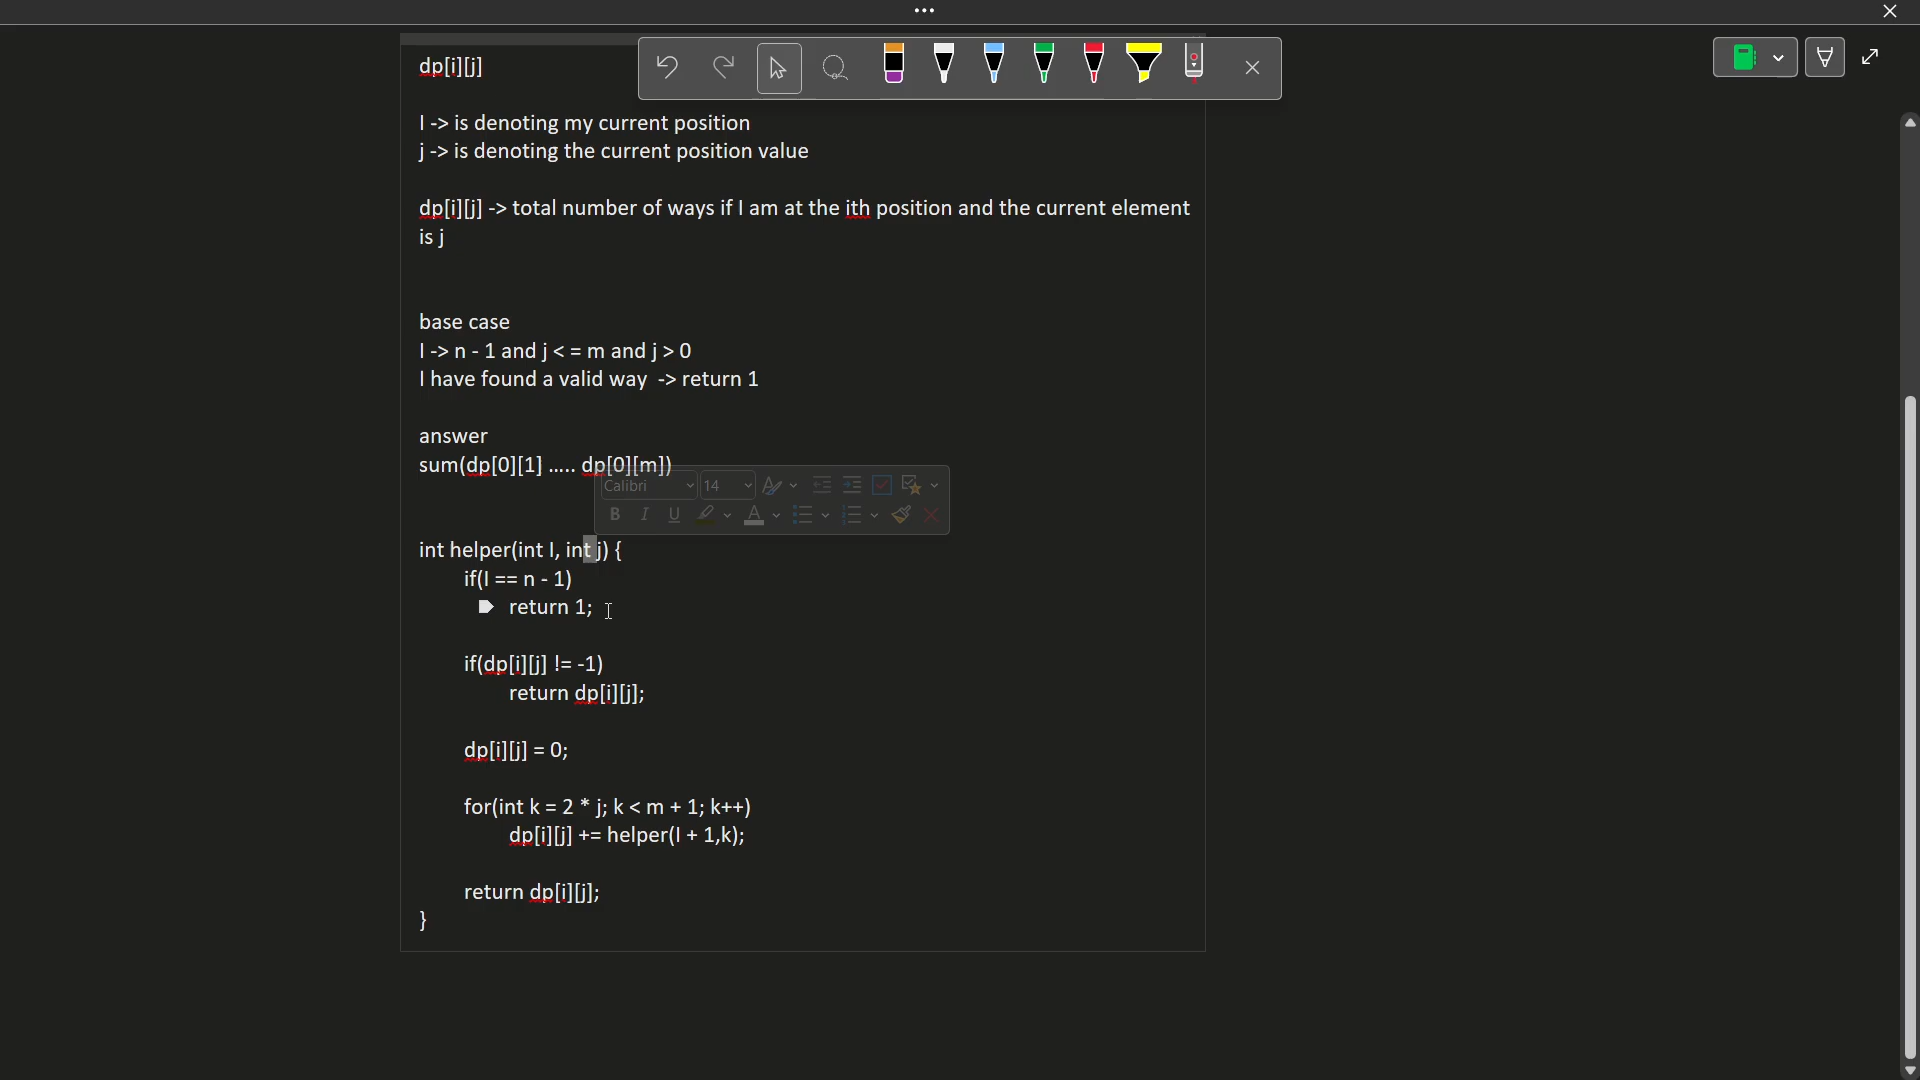 dp[i][j]
I -> is denoting my current position
j -> is denoting the current position value
dp[i][j] -> total number of ways if I am at the ith position and the current element
is j
base case
I -> n - 1 and j < = m and j > 0
I have found a valid way -> return 1
answer
sum(dp[0][1] ..... dp[0][m])
Calibri 14
B I U A
int helper(int I, int j) {
if(I == n - 1)
return 1;
if(dp[i][j] != -1)
return dp[i][j];
dp[i][j] = 0;
for(int k = 2 * j; k < m + 1; k++)
dp[i][j] += helper(I + 1,k);
return dp[i][j];
}